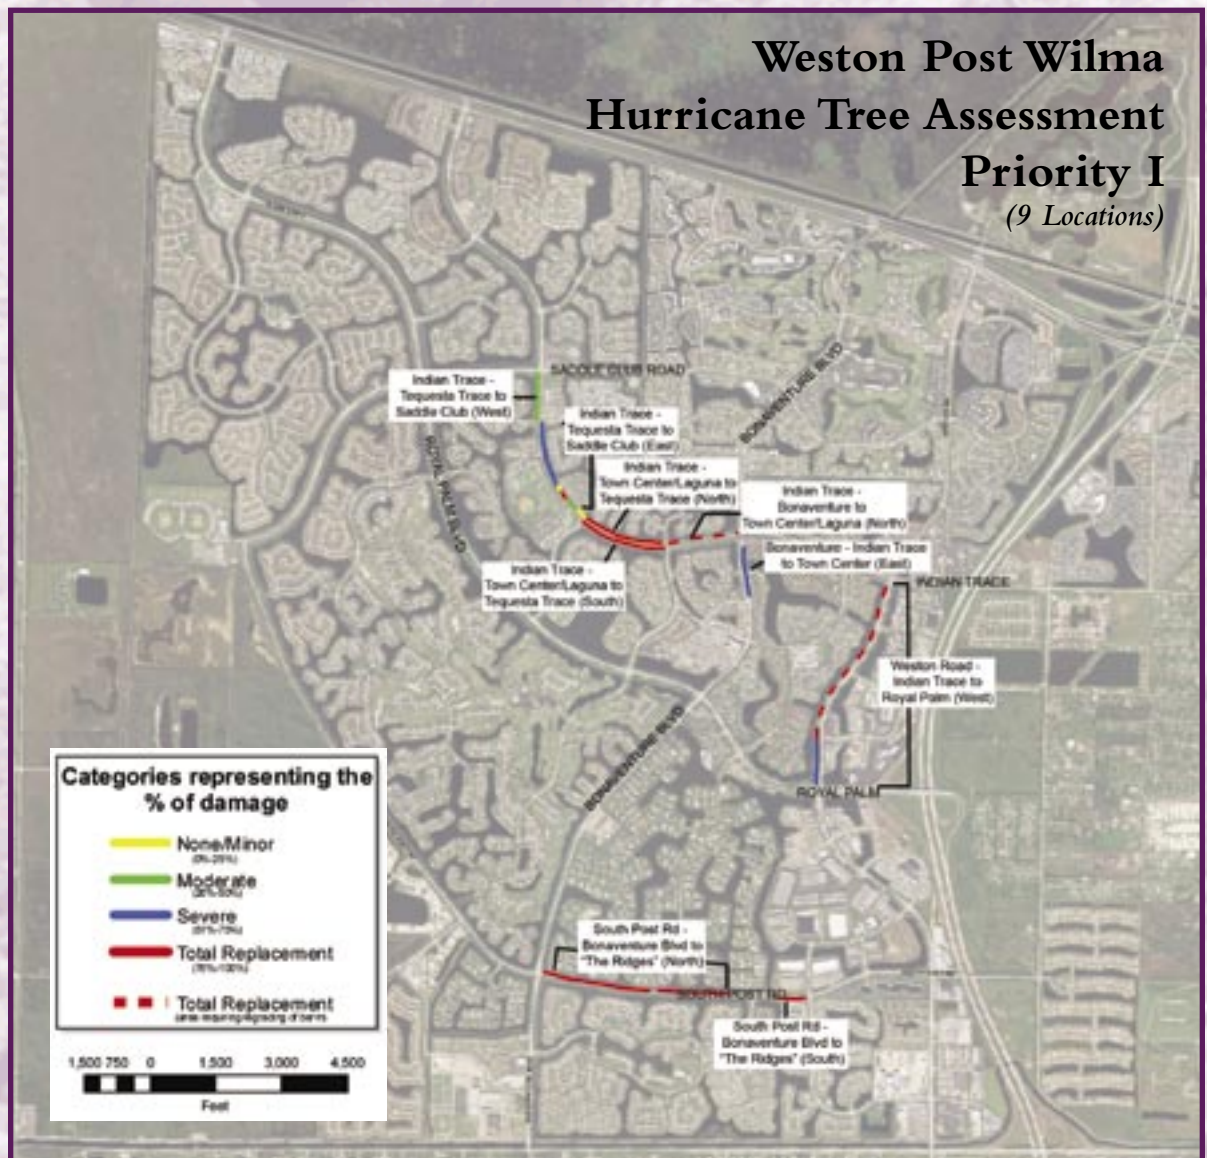 Weston Post Wilma
Hurricane Tree Assessment
Priority I
(9 Locations)
SADDLE CLUB ROAD
BONAVENTURE BLVD
ROYAL PALM BLVD
Indian Trace -
Tequesta Trace to
Saddle Club (West)
Indian Trace -
Tequesta Trace to
Saddle Club (East)
Indian Trace -
Town Center/Laguna to
Tequesta Trace (North)
Indian Trace -
Bonaventure to
Town Center/Laguna (North)
Bonaventure - Indian Trace
to Town Center (East)
Indian Trace -
Town Center/Laguna to
Tequesta Trace (South)
INDIAN TRACE
Weston Road -
Indian Trace to
Royal Palm (West)
BONAVENTURE BLVD
ROYAL PALM
South Post Rd -
Bonaventure Blvd to
"The Ridges" (North)
SOUTH POST RD
South Post Rd -
Bonaventure Blvd to
"The Ridges" (South)
Categories representing the
% of damage
None/Minor
(0%-25%)
Moderate
Severe
Total Replacement
(76%-100%)
Total Replacement
1,500 750 0 1,500 3,000 4,500
Feet